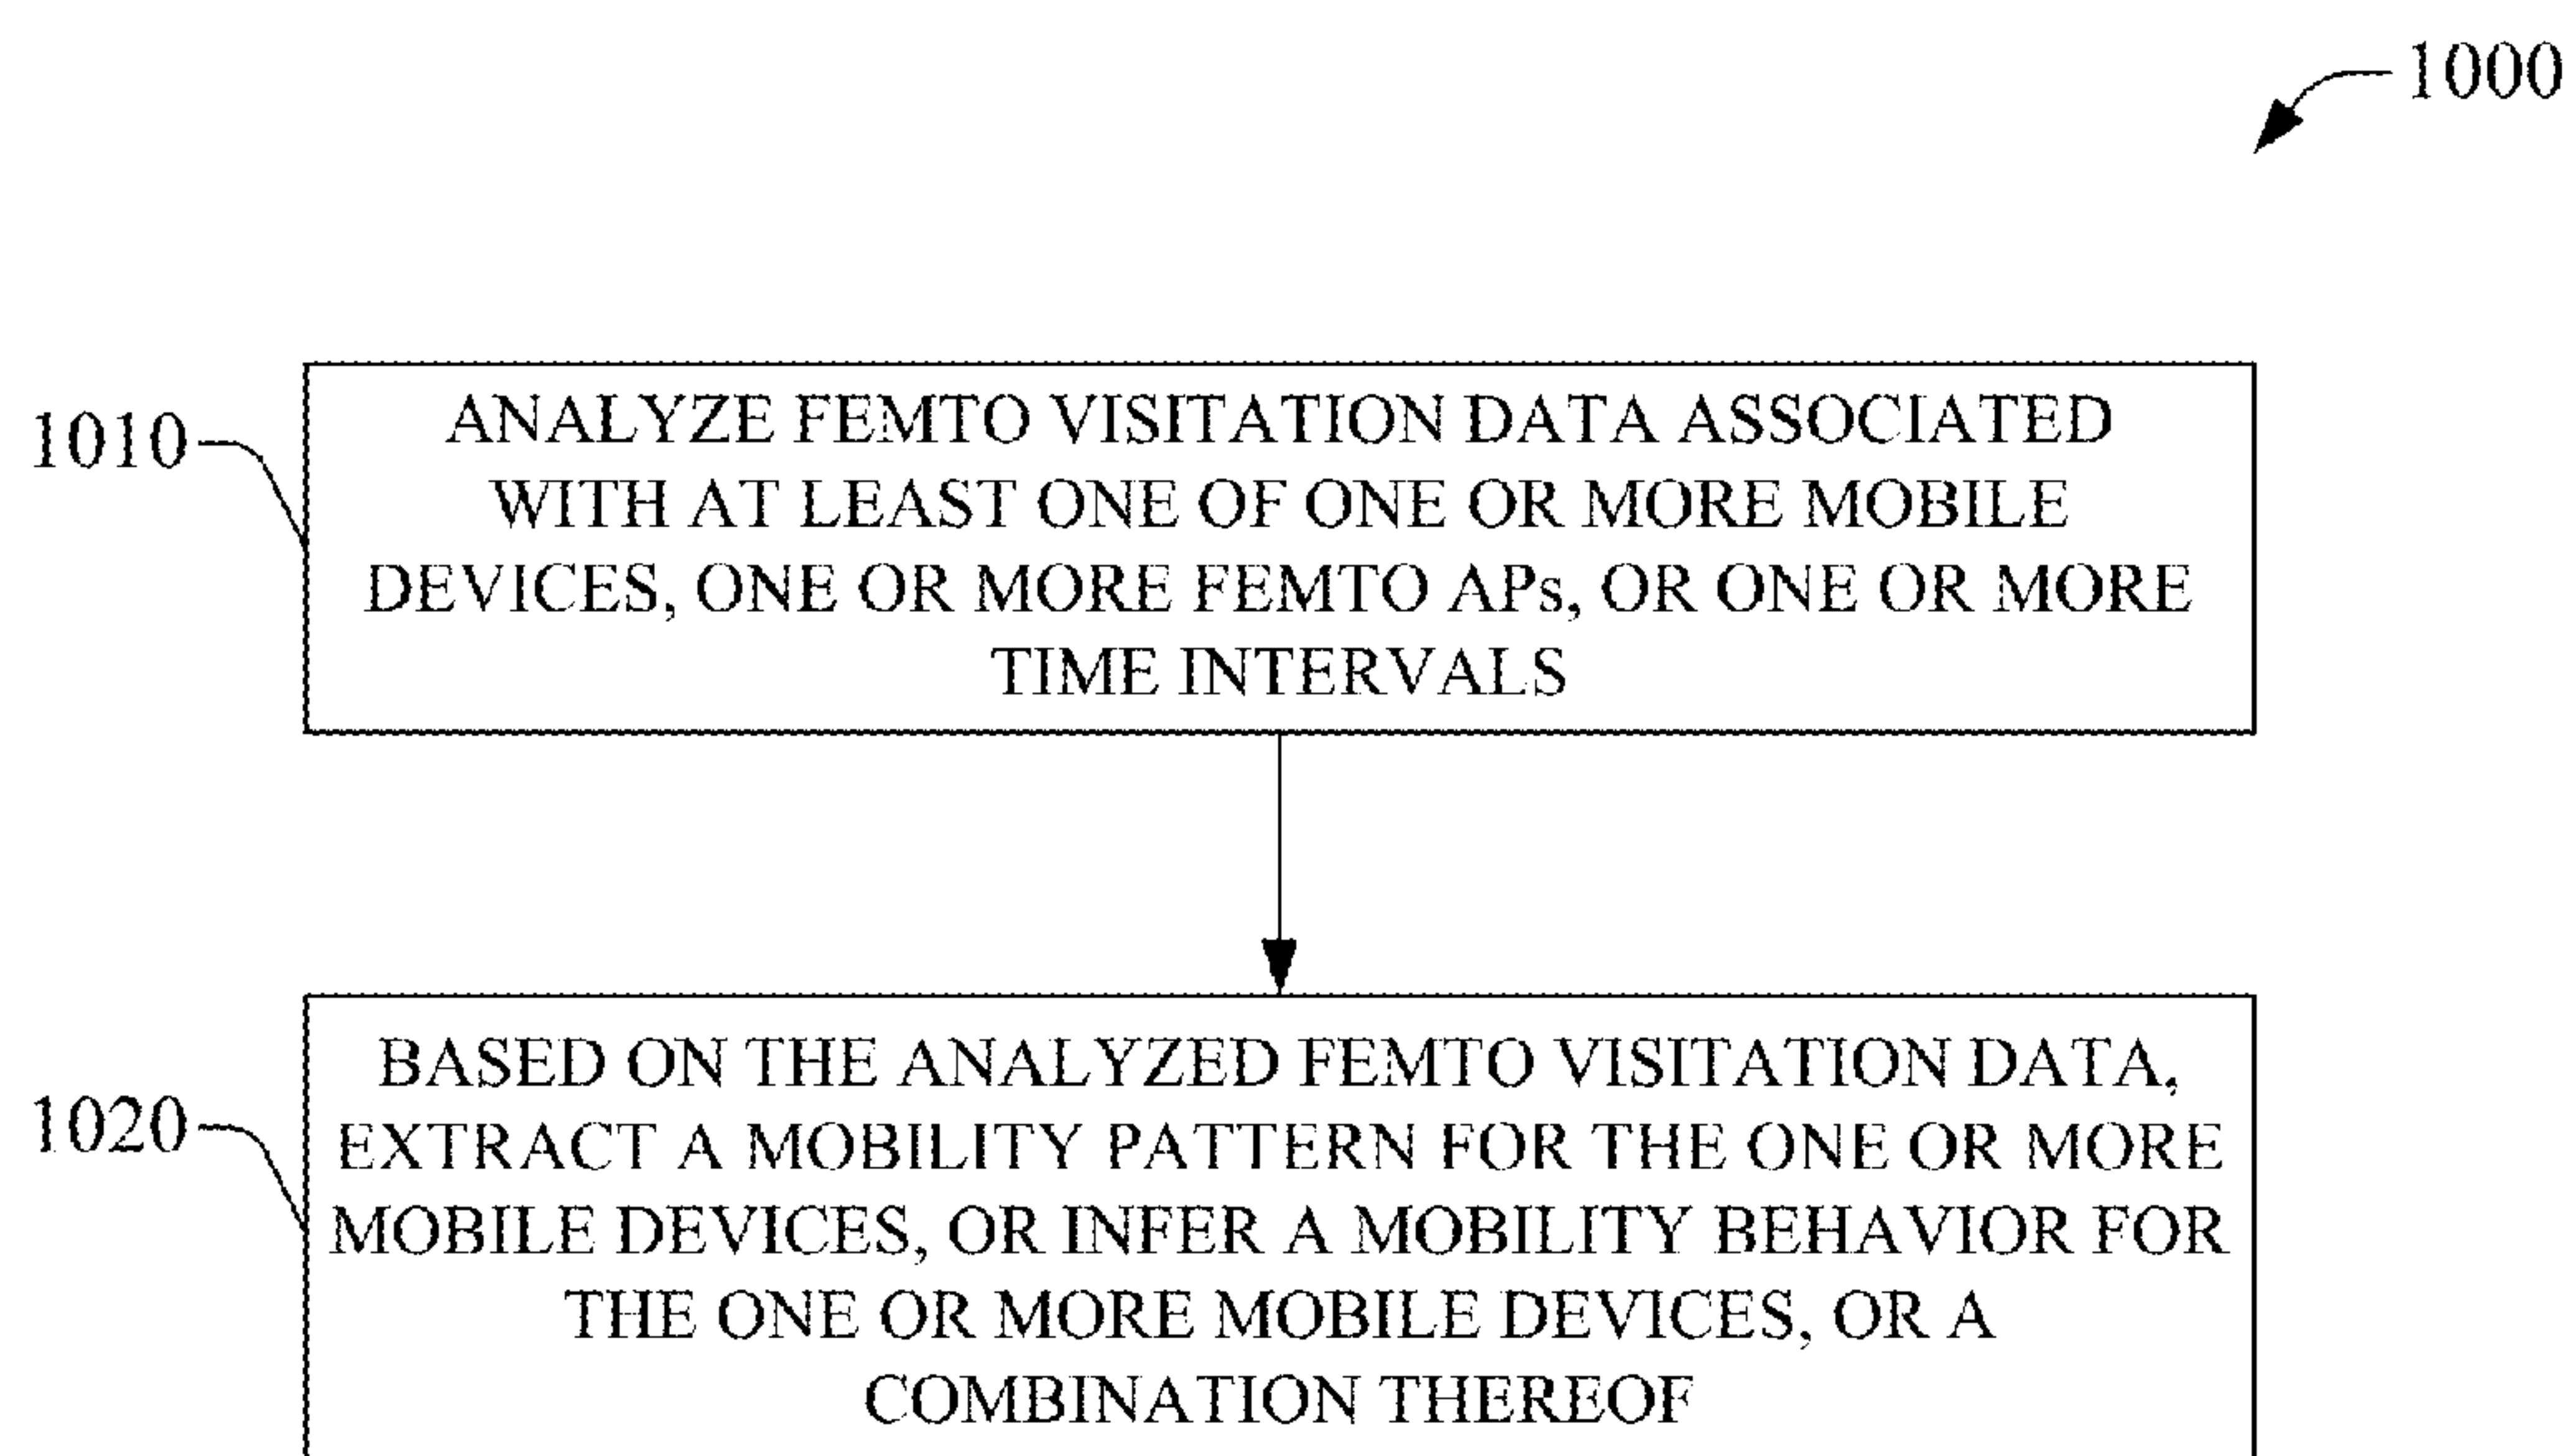 1000
1010
ANALYZE FEMTO VISITATION DATA ASSOCIATED
WITH AT LEAST ONE OF ONE OR MORE MOBILE
DEVICES, ONE OR MORE FEMTO APs, OR ONE OR MORE
TIME INTERVALS
1020
BASED ON THE ANALYZED FEMTO VISITATION DATA,
EXTRACT A MOBILITY PATTERN FOR THE ONE OR MORE
MOBILE DEVICES, OR INFER A MOBILITY BEHAVIOR FOR
THE ONE OR MORE MOBILE DEVICES, OR A
COMBINATION THEREOF